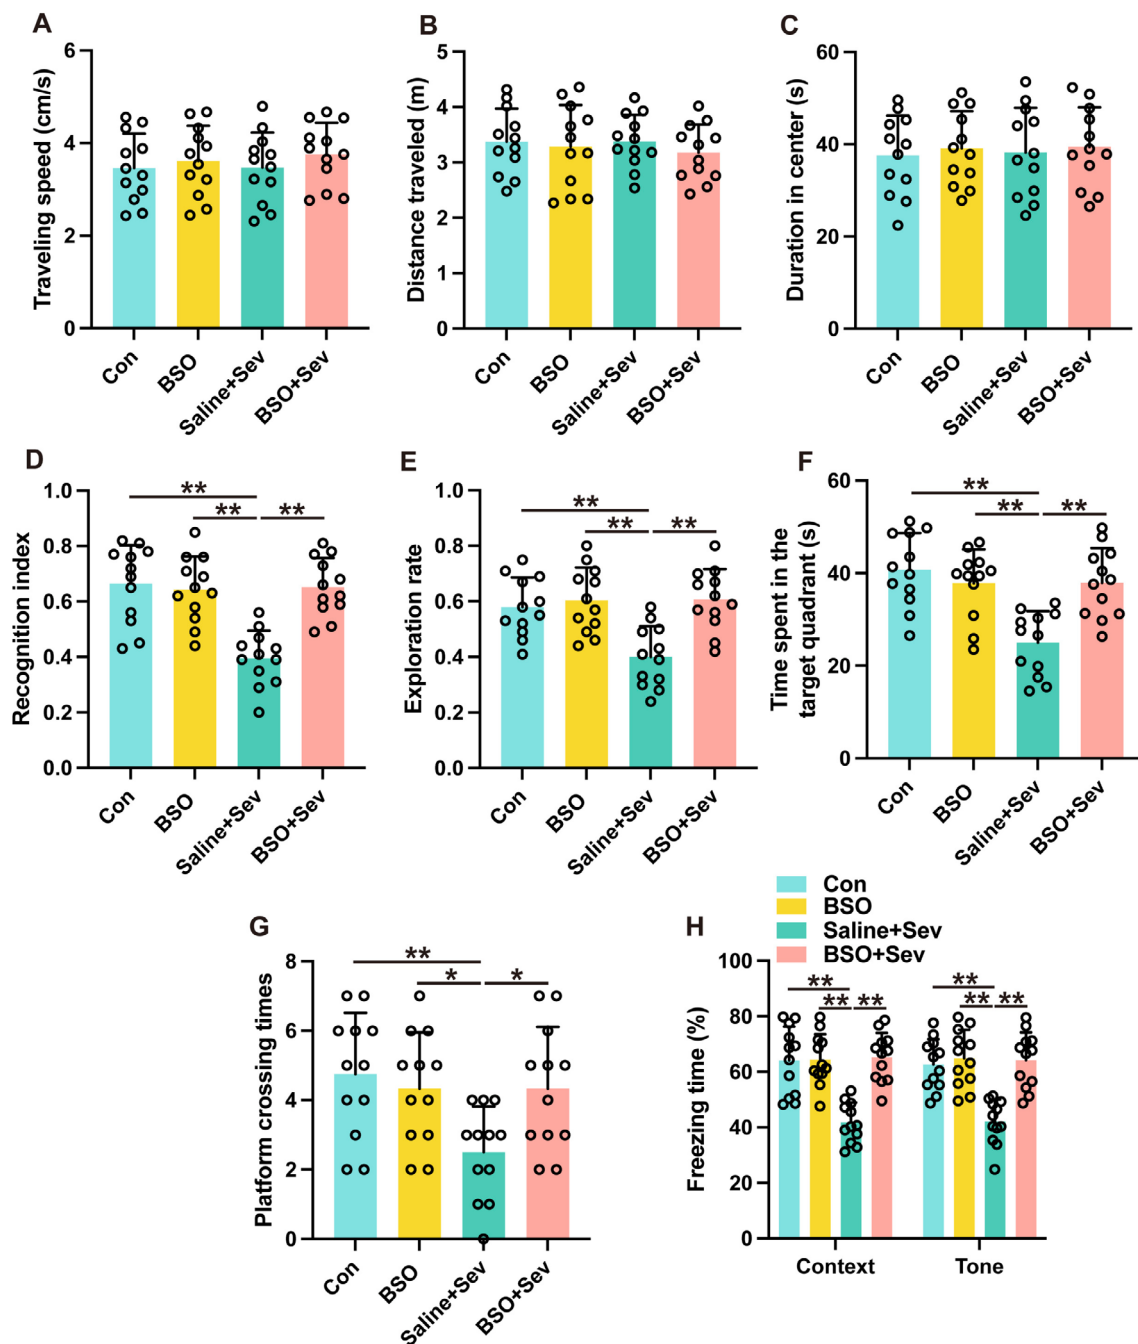 A
Traveling speed (cm/s)
6
4
2
0
Con
BSO
Saline+Sev
BSO+Sev
B
Distance traveled (m)
5
4
3
2
1
0
Con
BSO
Saline+Sev
BSO+Sev
C
Duration in center (s)
60
40
20
0
Con
BSO
Saline+Sev
BSO+Sev
D
Recognition index
1.0
0.8
0.6
0.4
0.2
0.0
**
**
**
Con
BSO
Saline+Sev
BSO+Sev
E
Exploration rate
1.0
0.8
0.6
0.4
0.2
0.0
**
**
**
Con
BSO
Saline+Sev
BSO+Sev
F
Time spent in the
target quadrant (s)
60
40
20
0
**
**
**
Con
BSO
Saline+Sev
BSO+Sev
G
Platform crossing times
8
6
4
2
0
**
*
*
Con
BSO
Saline+Sev
BSO+Sev
H
Con
BSO
Saline+Sev
BSO+Sev
Freezing time (%)
100
80
60
40
20
0
**
**
**
**
**
**
Context
Tone